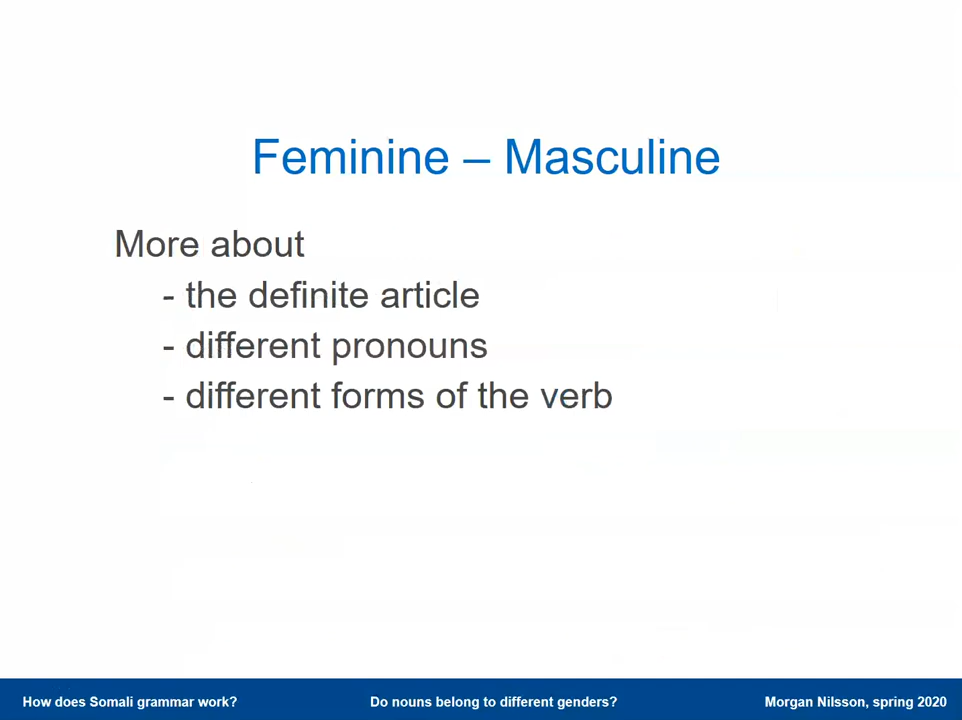 Feminine – Masculine
More about
- the definite article
- different pronouns
- different forms of the verb
How does Somali grammar work? Do nouns belong to different genders? Morgan Nilsson, spring 2020